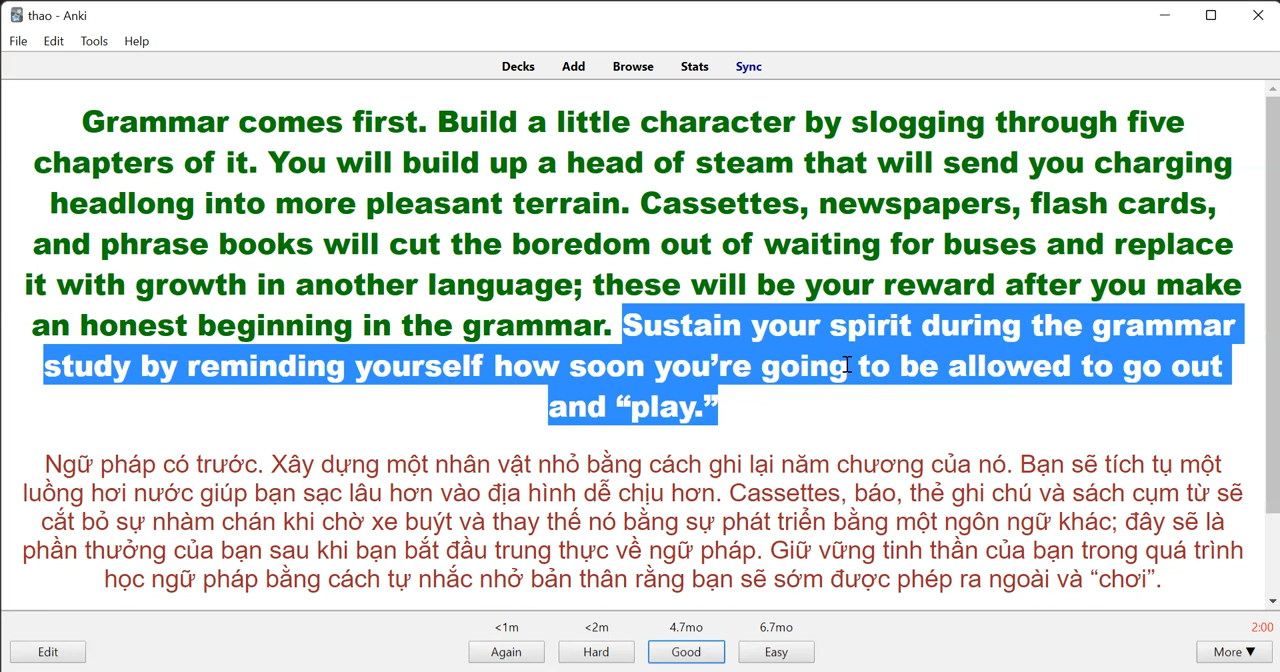 thao - Anki
File Edit Tools Help
Decks Add Browse Stats Sync
Grammar comes first. Build a little character by slogging through five
chapters of it. You will build up a head of steam that will send you charging
headlong into more pleasant terrain. Cassettes, newspapers, flash cards,
and phrase books will cut the boredom out of waiting for buses and replace
it with growth in another language; these will be your reward after you make
an honest beginning in the grammar. Sustain your spirit during the grammar
study by reminding yourself how soon you’re going to be allowed to go out
and “play.”
Ngữ pháp có trước. Xây dựng một nhân vật nhỏ bằng cách ghi lại năm chương của nó. Bạn sẽ tích tụ một
luồng hơi nước giúp bạn sạc lâu hơn vào địa hình dễ chịu hơn. Cassettes, báo, thẻ ghi chú và sách cụm từ sẽ
cắt bỏ sự nhàm chán khi chờ xe buýt và thay thế nó bằng sự phát triển bằng một ngôn ngữ khác; đây sẽ là
phần thưởng của bạn sau khi bạn bắt đầu trung thực về ngữ pháp. Giữ vững tinh thần của bạn trong quá trình
học ngữ pháp bằng cách tự nhắc nhở bản thân rằng bạn sẽ sớm được phép ra ngoài và “chơi”.
<1m <2m 4.7mo 6.7mo 2:00
Edit Again Hard Good Easy More ▼